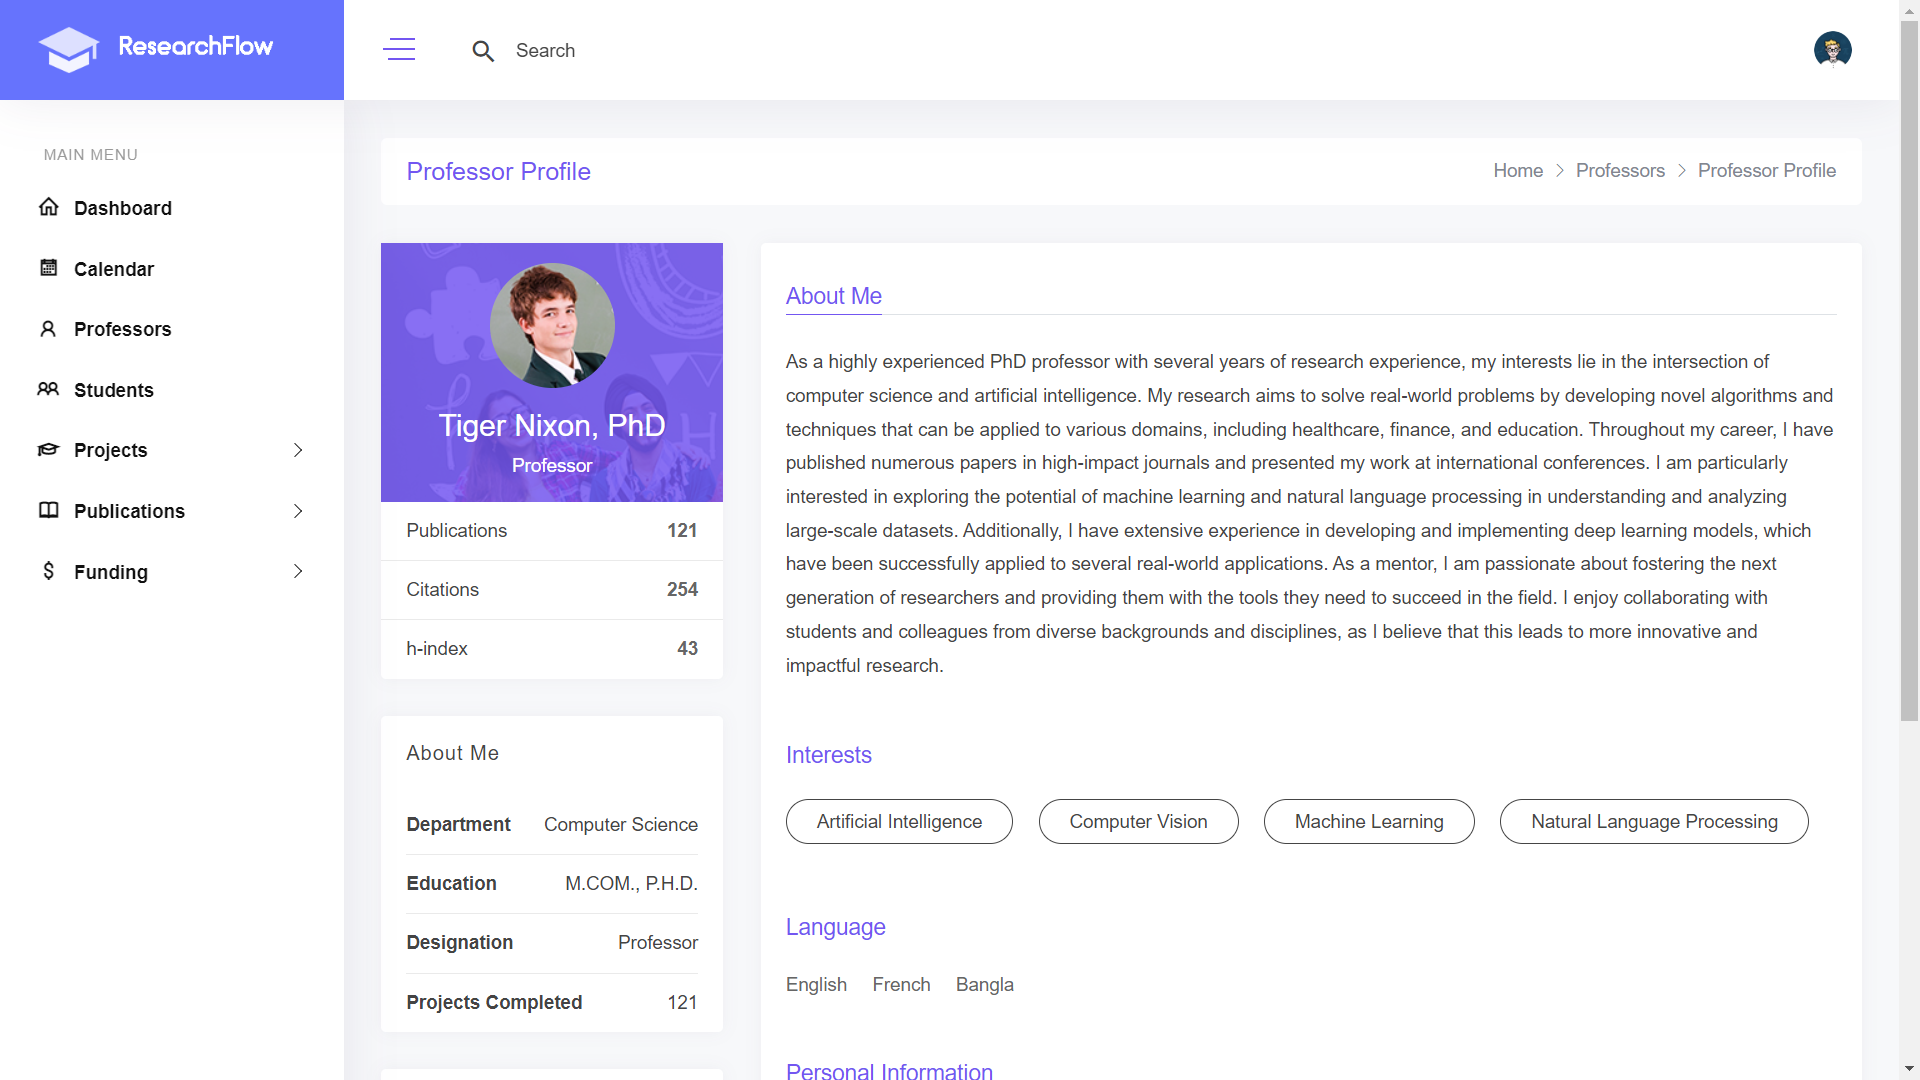 ResearchFlow
Search
MAIN MENU
Dashboard
Calendar
Professors
Students
Projects
Publications
Funding
Professor Profile
Home Professors Professor Profile
Tiger Nixon, PhD
Professor
Publications 121
Citations 254
h-index 43
About Me
Department Computer Science
Education M.COM., P.H.D.
Designation Professor
Projects Completed 121
About Me
As a highly experienced PhD professor with several years of research experience, my interests lie in the intersection of
computer science and artificial intelligence. My research aims to solve real-world problems by developing novel algorithms and
techniques that can be applied to various domains, including healthcare, finance, and education. Throughout my career, I have
published numerous papers in high-impact journals and presented my work at international conferences. I am particularly
interested in exploring the potential of machine learning and natural language processing in understanding and analyzing
large-scale datasets. Additionally, I have extensive experience in developing and implementing deep learning models, which
have been successfully applied to several real-world applications. As a mentor, I am passionate about fostering the next
generation of researchers and providing them with the tools they need to succeed in the field. I enjoy collaborating with
students and colleagues from diverse backgrounds and disciplines, as I believe that this leads to more innovative and
impactful research.
Interests
Artificial Intelligence Computer Vision Machine Learning Natural Language Processing
Language
English French Bangla
Personal Information